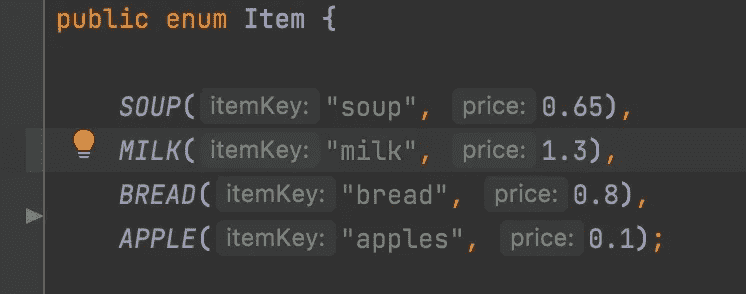 public enum Item {
SOUP( itemKey: "soup", price: 0.65),
MILK( itemKey: "milk", price: 1.3),
BREAD( itemKey: "bread", price: 0.8),
APPLE( itemKey: "apples", price: 0.1);